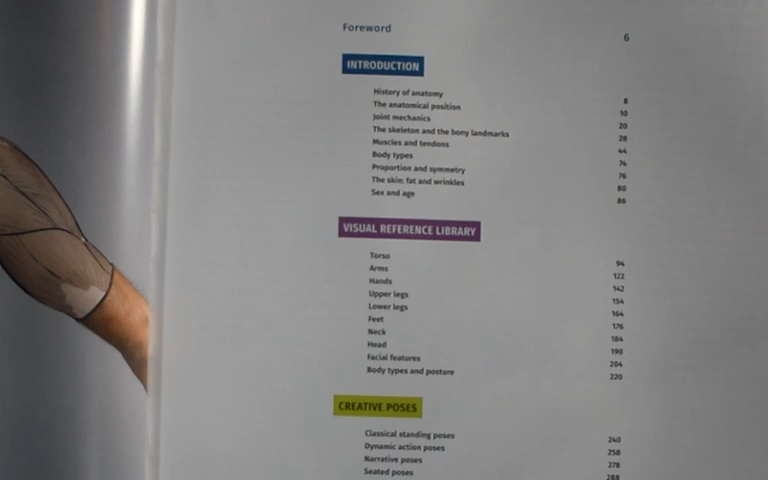 Foreword 6
INTRODUCTION
History of anatomy 8
The anatomical position 10
Joint mechanics 20
The skeleton and the bony landmarks 28
Muscles and tendons 44
Body types 74
Proportion and symmetry 76
The skin: fat and wrinkles 80
Sex and age 86
VISUAL REFERENCE LIBRARY
Torso 94
Arms 122
Hands 142
Upper legs 154
Lower legs 164
Feet 176
Neck 184
Head 190
Facial features 204
Body types and posture 220
CREATIVE POSES
Classical standing poses 240
Dynamic action poses 258
Narrative poses 278
Seated poses 288